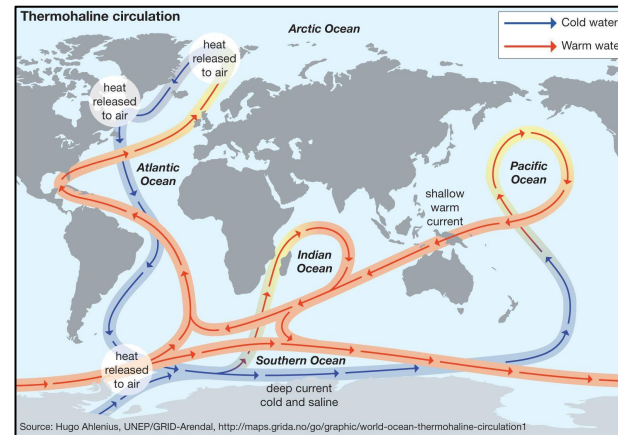 Thermohaline circulation
Arctic Ocean
Cold water
Warm water
heat
released
to air
heat
released
to air
Atlantic
Ocean
Pacific
Ocean
shallow
warm
current
Indian
Ocean
heat
released
to air
Southern Ocean
deep current
cold and saline
Source: Hugo Ahlenius, UNEP/GRID-Arendal, http://maps.grida.no/go/graphic/world-ocean-thermohaline-circulation1